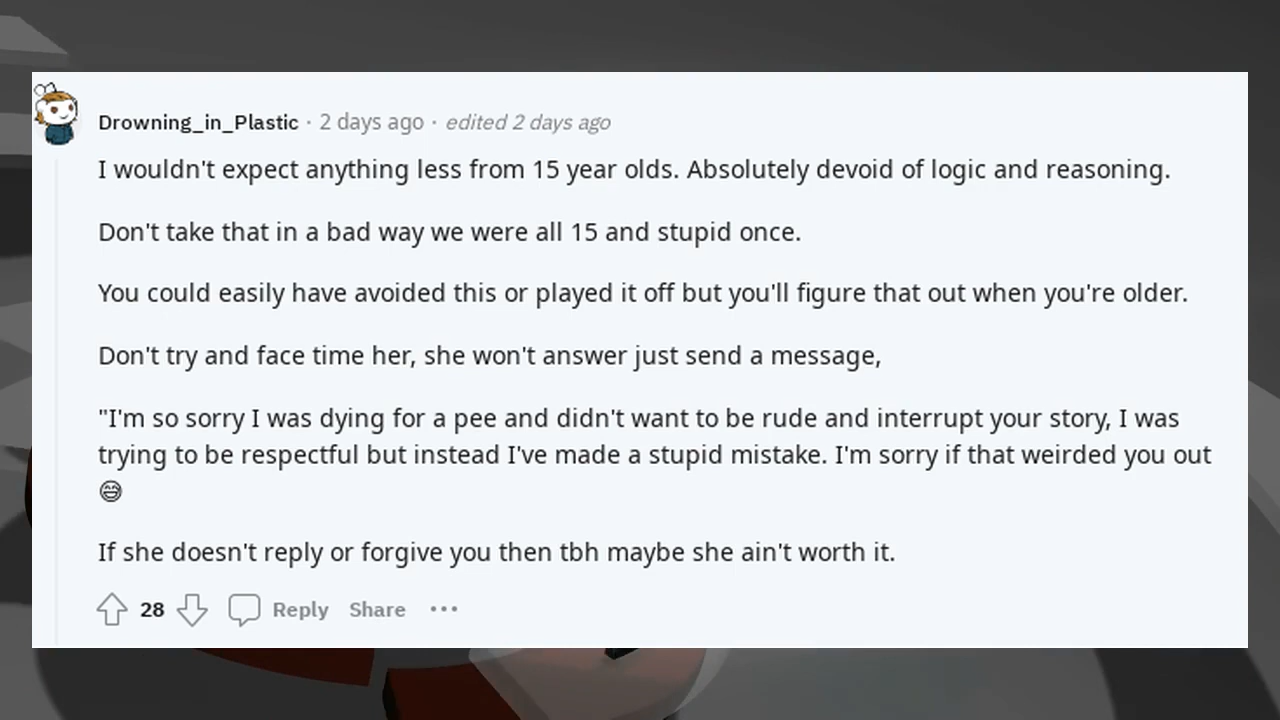 Drowning_in_Plastic · 2 days ago · edited 2 days ago
I wouldn't expect anything less from 15 year olds. Absolutely devoid of logic and reasoning.
Don't take that in a bad way we were all 15 and stupid once.
You could easily have avoided this or played it off but you'll figure that out when you're older.
Don't try and face time her, she won't answer just send a message,
"I'm so sorry I was dying for a pee and didn't want to be rude and interrupt your story, I was
trying to be respectful but instead I've made a stupid mistake. I'm sorry if that weirded you out
😅
If she doesn't reply or forgive you then tbh maybe she ain't worth it.
28 Reply Share •••